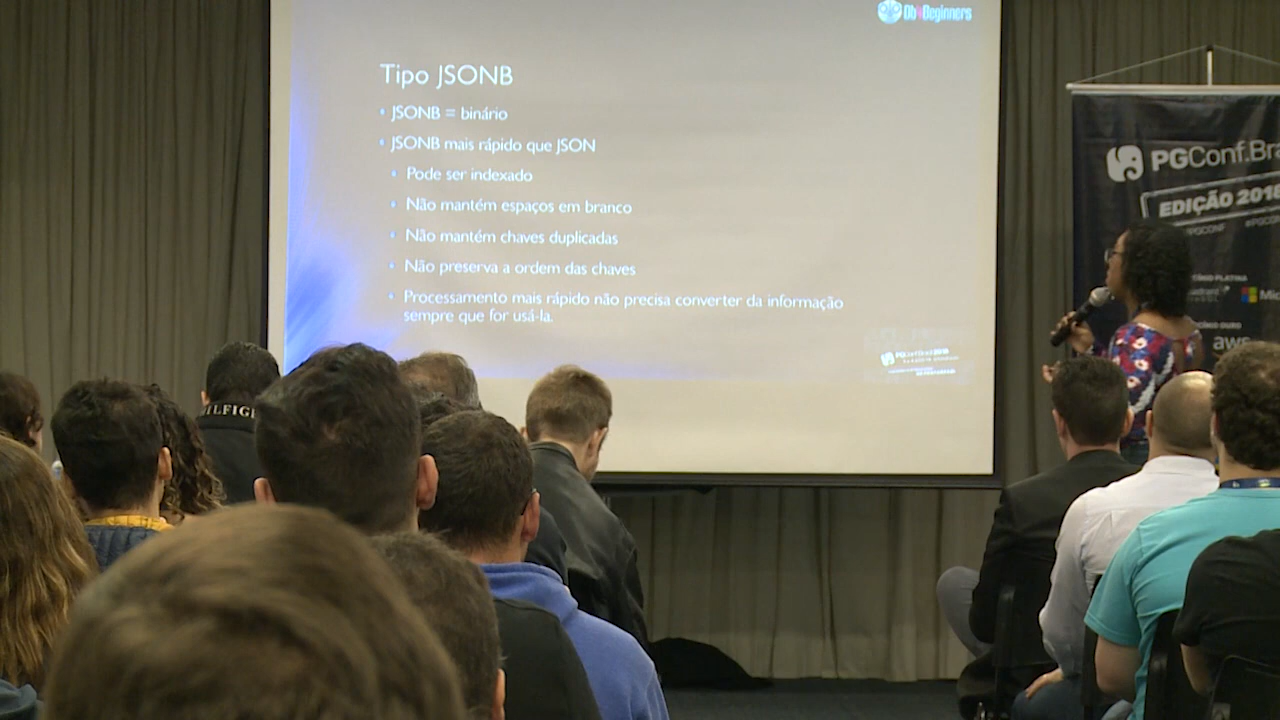 Db4Beginners
Tipo JSONB
JSONB = binário
JSONB mais rápido que JSON
Pode ser indexado
Não mantém espaços em branco
Não mantém chaves duplicadas
Não preserva a ordem das chaves
Processamento mais rápido não precisa converter da informação
sempre que for usá-la.
PGConf.Bra
EDIÇÃO 2018
aws